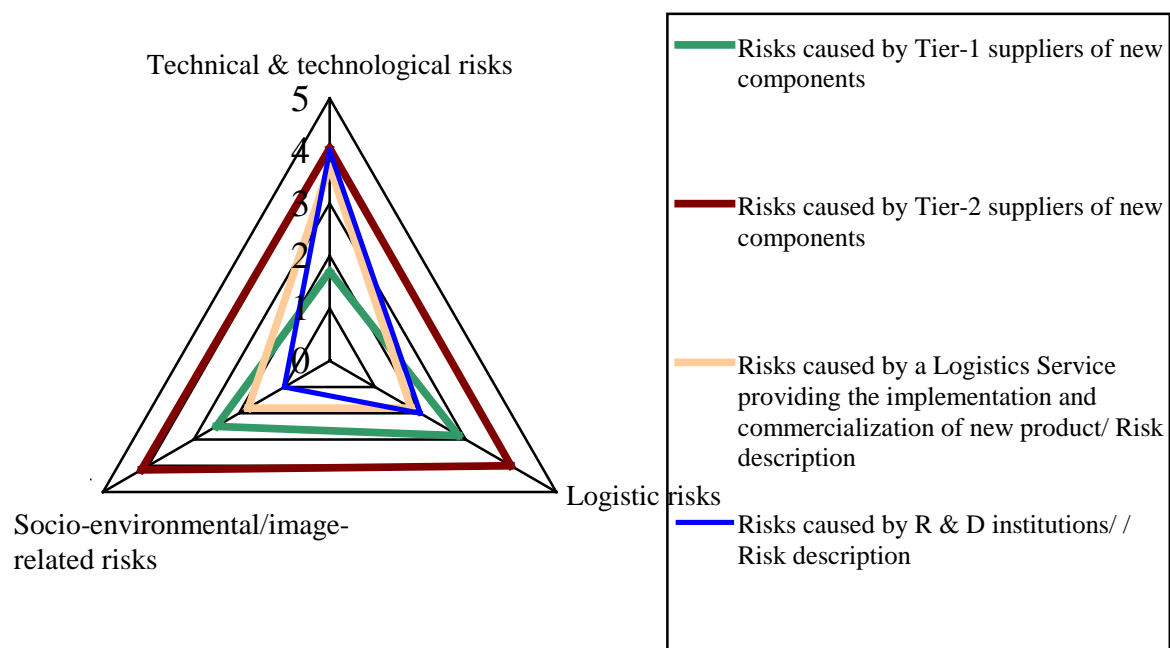 Technical & technological risks
5
4
3
2
1
0
Logistic risks
Socio-environmental/image-
related risks
Risks caused by Tier-1 suppliers of new
components
Risks caused by Tier-2 suppliers of new
components
Risks caused by a Logistics Service
providing the implementation and
commercialization of new product/ Risk
description
Risks caused by R & D institutions/ /
Risk description